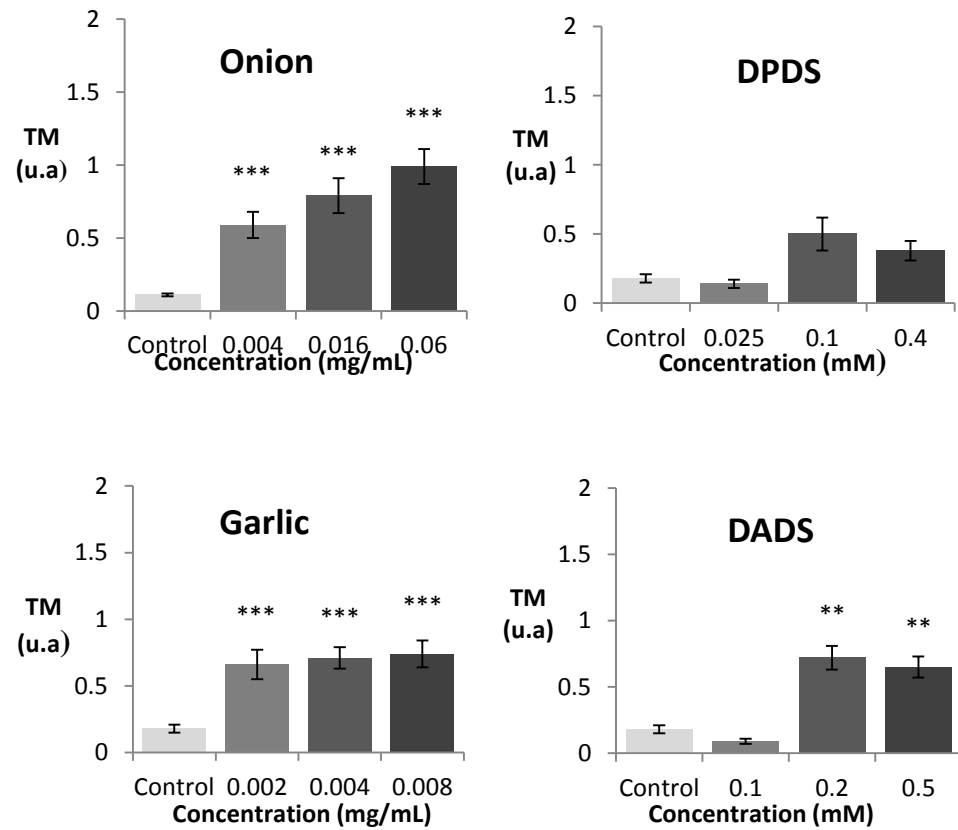 Onion
2
1.5
1
0.5
0
TM
(u.a)
***
***
***
Control 0.004 0.016 0.06
Concentration (mg/mL)
DPDS
2
1.5
1
0.5
0
TM
(u.a)
Control 0.025 0.1 0.4
Concentration (mM)
Garlic
2
1.5
1
0.5
0
TM
(u.a)
***
***
***
Control 0.002 0.004 0.008
Concentration (mg/mL)
DADS
2
1.5
1
0.5
0
TM
(u.a)
**
**
Control 0.1 0.2 0.5
Concentration (mM)